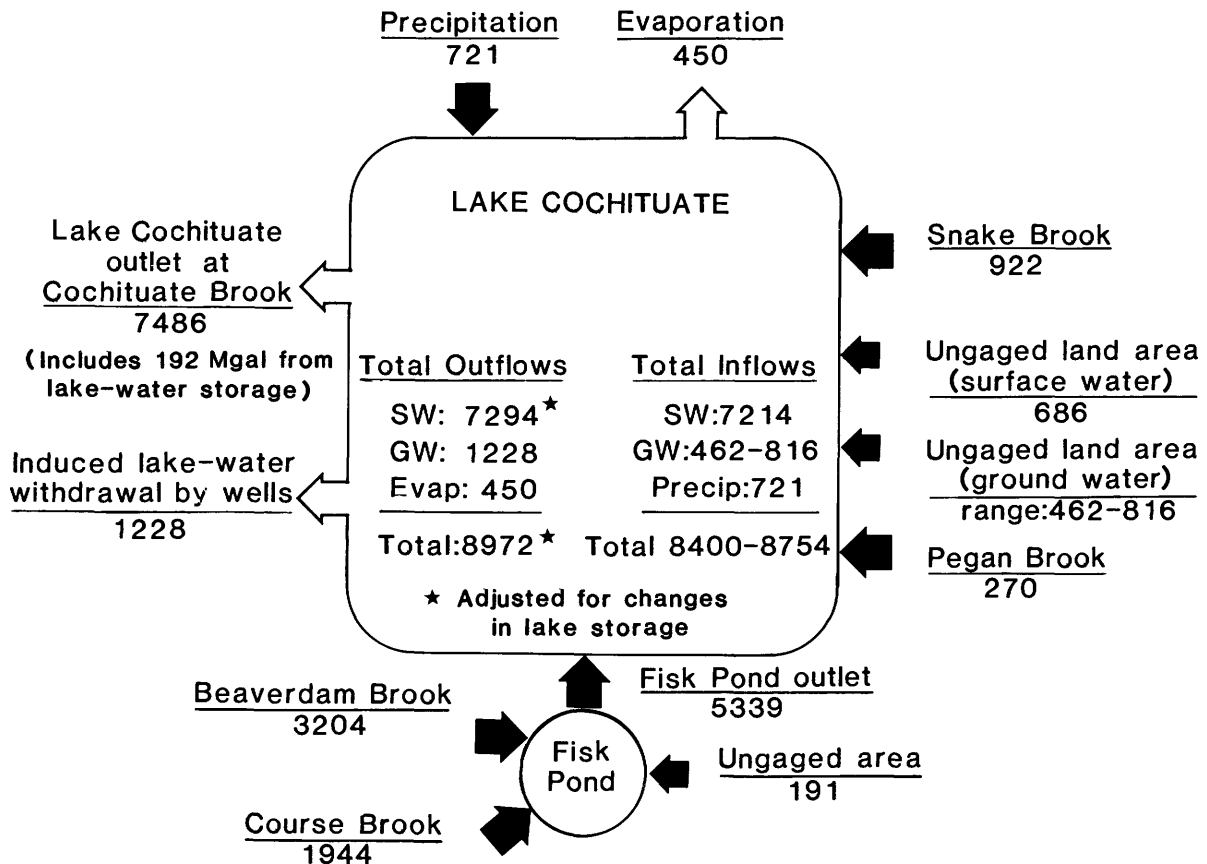 Precipitation
721
Evaporation
450
LAKE COCHITUATE
Lake Cochituate
outlet at
Cochituate Brook
7486
(Includes 192 Mgal from
lake-water storage)
Induced lake-water
withdrawal by wells
1228
Total Outflows
SW: 7294★
GW: 1228
Evap: 450
Total:8972★
Total Inflows
SW:7214
GW:462-816
Precip:721
Total 8400-8754
★ Adjusted for changes
in lake storage
Snake Brook
922
Ungaged land area
(surface water)
686
Ungaged land area
(ground water)
range:462-816
Pegan Brook
270
Fisk Pond outlet
5339
Beaverdam Brook
3204
Fisk
Pond
Ungaged area
191
Course Brook
1944